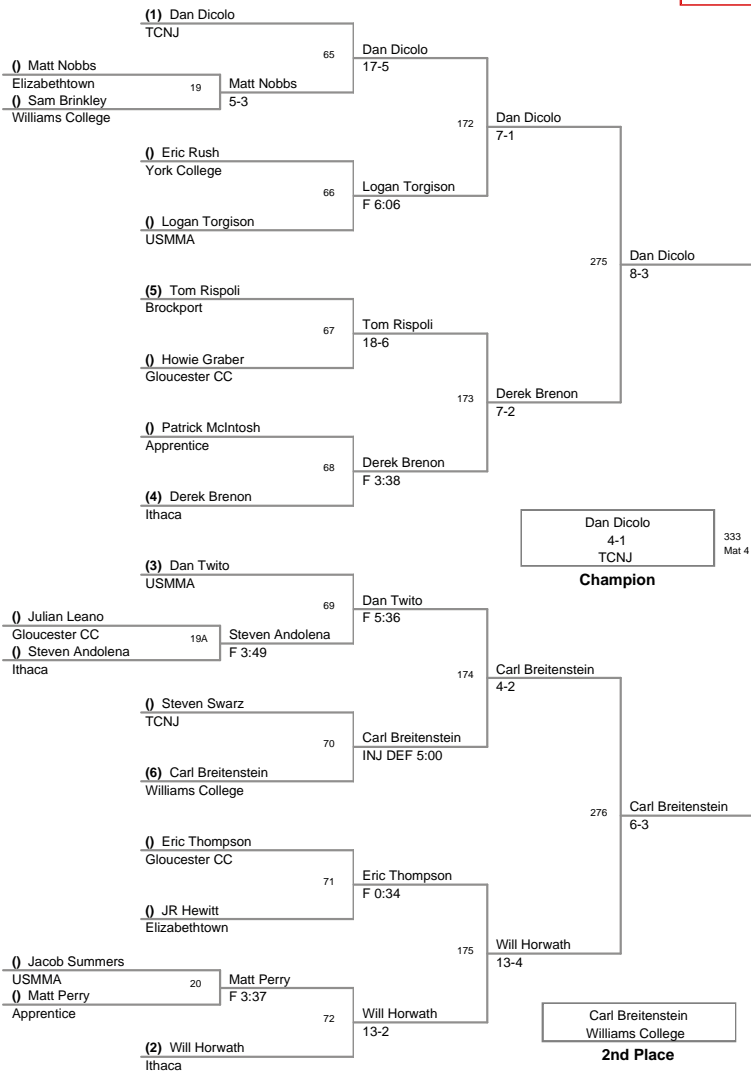 (1) Dan Dicolo
TCNJ
65
Dan Dicolo
17-5
() Matt Nobbs
Elizabethtown
19
Matt Nobbs
5-3
() Sam Brinkley
Williams College
172
Dan Dicolo
7-1
() Eric Rush
York College
66
Logan Torgison
F 6:06
() Logan Torgison
USMMA
275
Dan Dicolo
8-3
(5) Tom Rispoli
Brockport
67
Tom Rispoli
18-6
() Howie Graber
Gloucester CC
173
Derek Brenon
7-2
() Patrick McIntosh
Apprentice
68
Derek Brenon
F 3:38
(4) Derek Brenon
Ithaca
Dan Dicolo
4-1
TCNJ
333
Mat 4
Champion
(3) Dan Twito
USMMA
69
Dan Twito
F 5:36
() Julian Leano
Gloucester CC
19A
Steven Andolena
F 3:49
() Steven Andolena
Ithaca
174
Carl Breitenstein
4-2
() Steven Swarz
TCNJ
70
Carl Breitenstein
INJ DEF 5:00
(6) Carl Breitenstein
Williams College
276
Carl Breitenstein
6-3
() Eric Thompson
Gloucester CC
71
Eric Thompson
F 0:34
() JR Hewitt
Elizabethtown
175
Will Horwath
13-4
() Jacob Summers
USMMA
20
Matt Perry
F 3:37
() Matt Perry
Apprentice
72
Will Horwath
13-2
(2) Will Horwath
Ithaca
Carl Breitenstein
Williams College
2nd Place